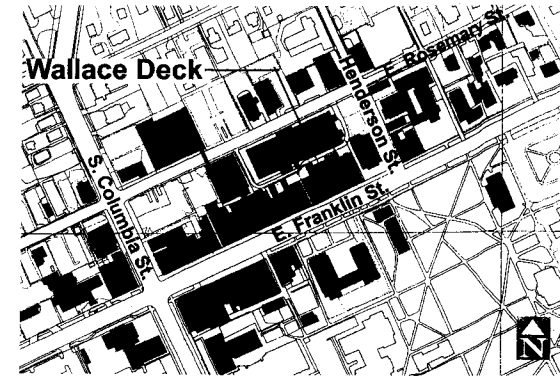 E. Rosemary St.
Wallace Deck
Henderson St.
S. Columbia St.
E. Franklin St.
N